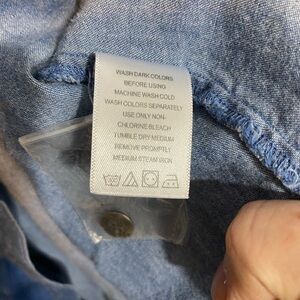 WASH DARK COLORS
BEFORE USING
MACHINE WASH COLD
WASH COLORS SEPARATELY
USE ONLY NON-
CHLORINE BLEACH
TUMBLE DRY MEDIUM
REMOVE PROMPTLY
MEDIUM STEAM IRON